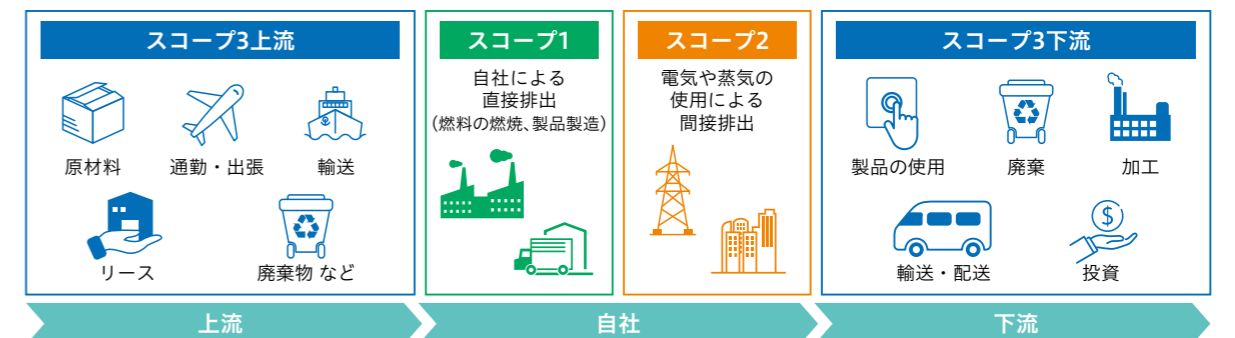 スコープ3上流
原材料
通勤・出張
輸送
リース
廃棄物 など
スコープ1
自社による
直接排出
(燃料の燃焼、製品製造)
スコープ2
電気や蒸気の
使用による
間接排出
スコープ3下流
製品の使用
廃棄
加工
輸送・配送
$
投資
上流
自社
下流